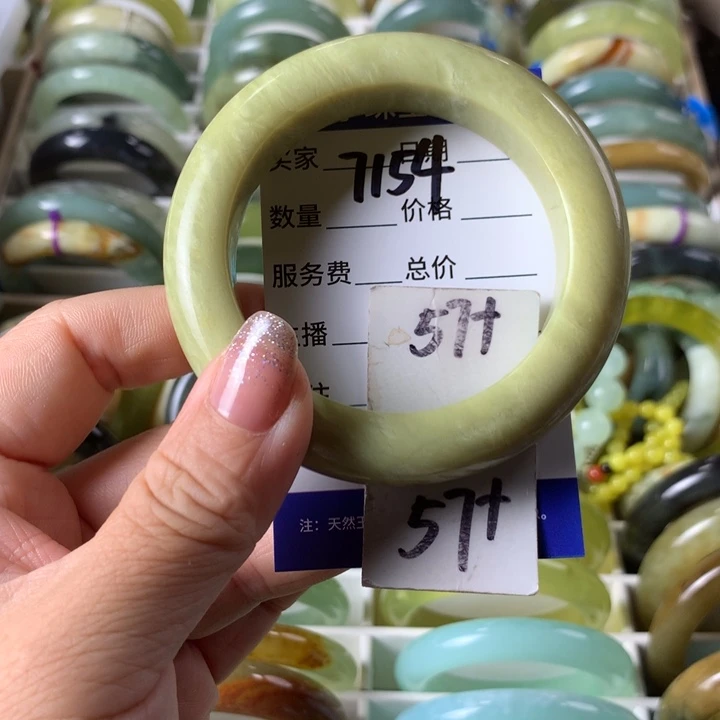 买家 7154 日期
数量 价格
服务费 总价
主播 57+
57+
注：天然玉